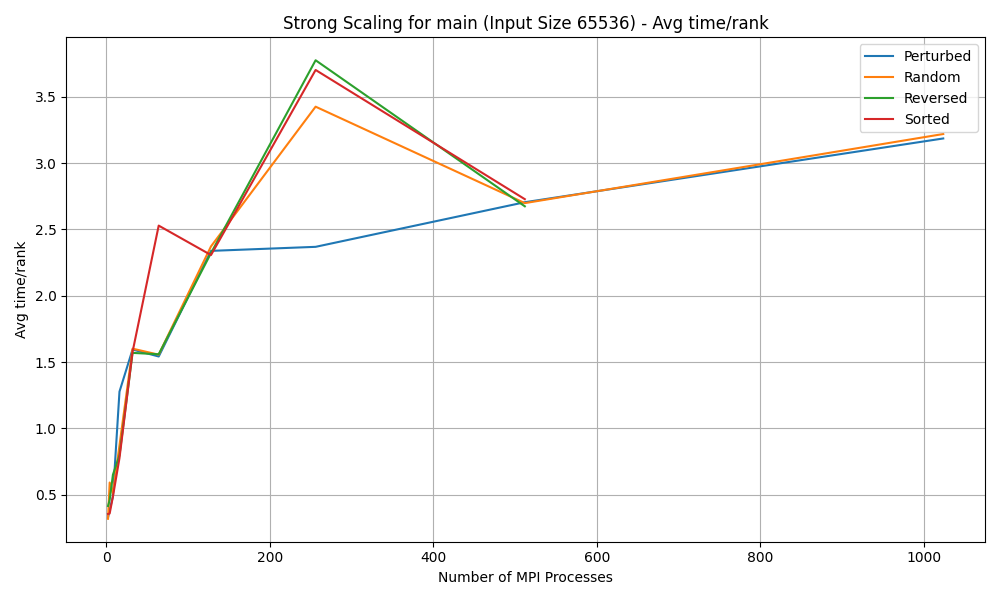 Strong Scaling for main (Input Size 65536) - Avg time/rank
Perturbed
Random
Reversed
Sorted
Avg time/rank
3.5
3.0
2.5
2.0
1.5
1.0
0.5
0 200 400 600 800 1000
Number of MPI Processes